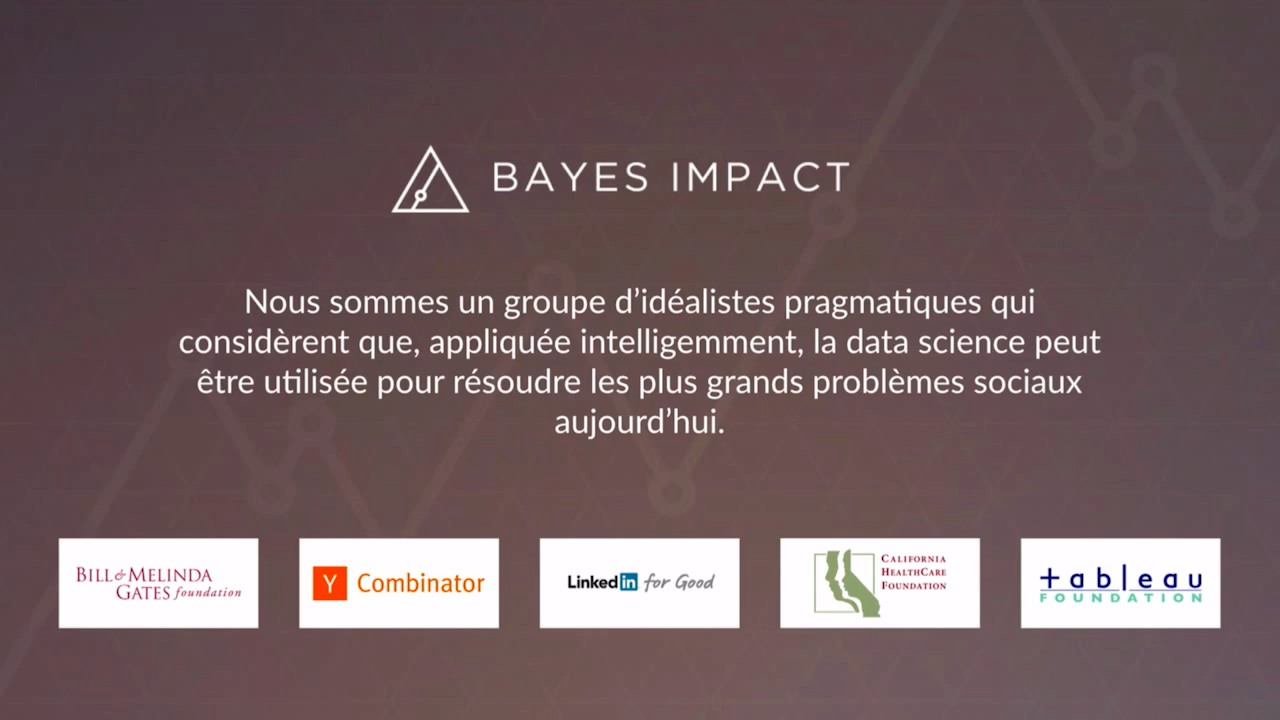 BAYES IMPACT
Nous sommes un groupe d’idéalistes pragmatiques qui
considèrent que, appliquée intelligemment, la data science peut
être utilisée pour résoudre les plus grands problèmes sociaux
aujourd’hui.
BILL & MELINDA
GATES foundation
Y Combinator
Linked in for Good
CALIFORNIA
HEALTHCARE
FOUNDATION
+ableau
FOUNDATION